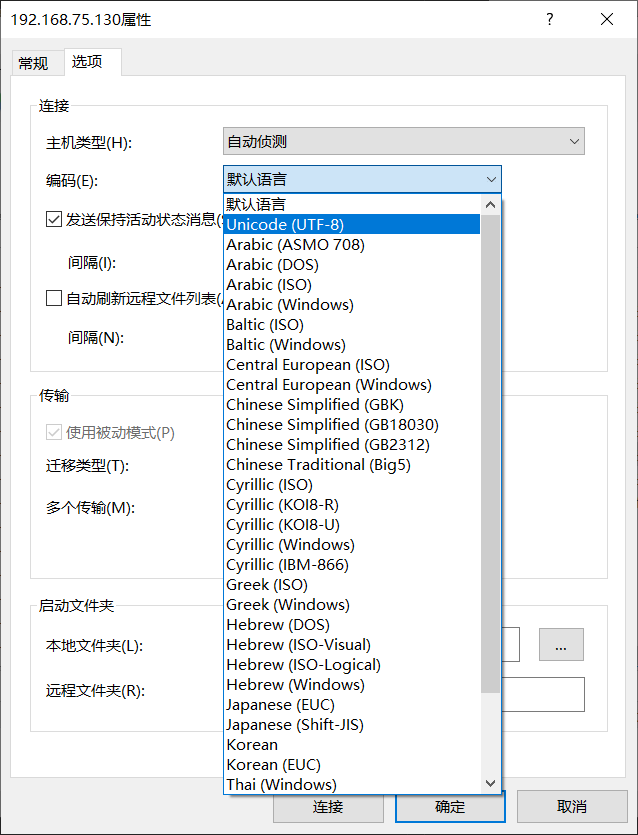 192.168.75.130属性
?
常规
选项
连接
主机类型(H):
自动侦测
编码(E):
默认语言
默认语言
Unicode (UTF-8)
Arabic (ASMO 708)
Arabic (DOS)
Arabic (ISO)
Arabic (Windows)
Baltic (ISO)
Baltic (Windows)
Central European (ISO)
Central European (Windows)
Chinese Simplified (GBK)
Chinese Simplified (GB18030)
Chinese Simplified (GB2312)
Chinese Traditional (Big5)
Cyrillic (ISO)
Cyrillic (KOI8-R)
Cyrillic (KOI8-U)
Cyrillic (Windows)
Cyrillic (IBM-866)
Greek (ISO)
Greek (Windows)
Hebrew (DOS)
Hebrew (ISO-Visual)
Hebrew (ISO-Logical)
Hebrew (Windows)
Japanese (EUC)
Japanese (Shift-JIS)
Korean
Korean (EUC)
Thai (Windows)
发送保持活动状态消息(
间隔(I):
自动刷新远程文件列表(
间隔(N):
传输
使用被动模式(P)
迁移类型(T):
多个传输(M):
启动文件夹
本地文件夹(L):
...
远程文件夹(R):
连接
确定
取消